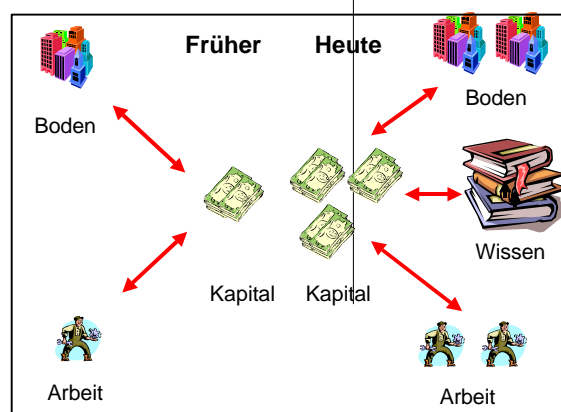 Früher Heute
Boden Boden
Wissen
Kapital Kapital
Arbeit Arbeit